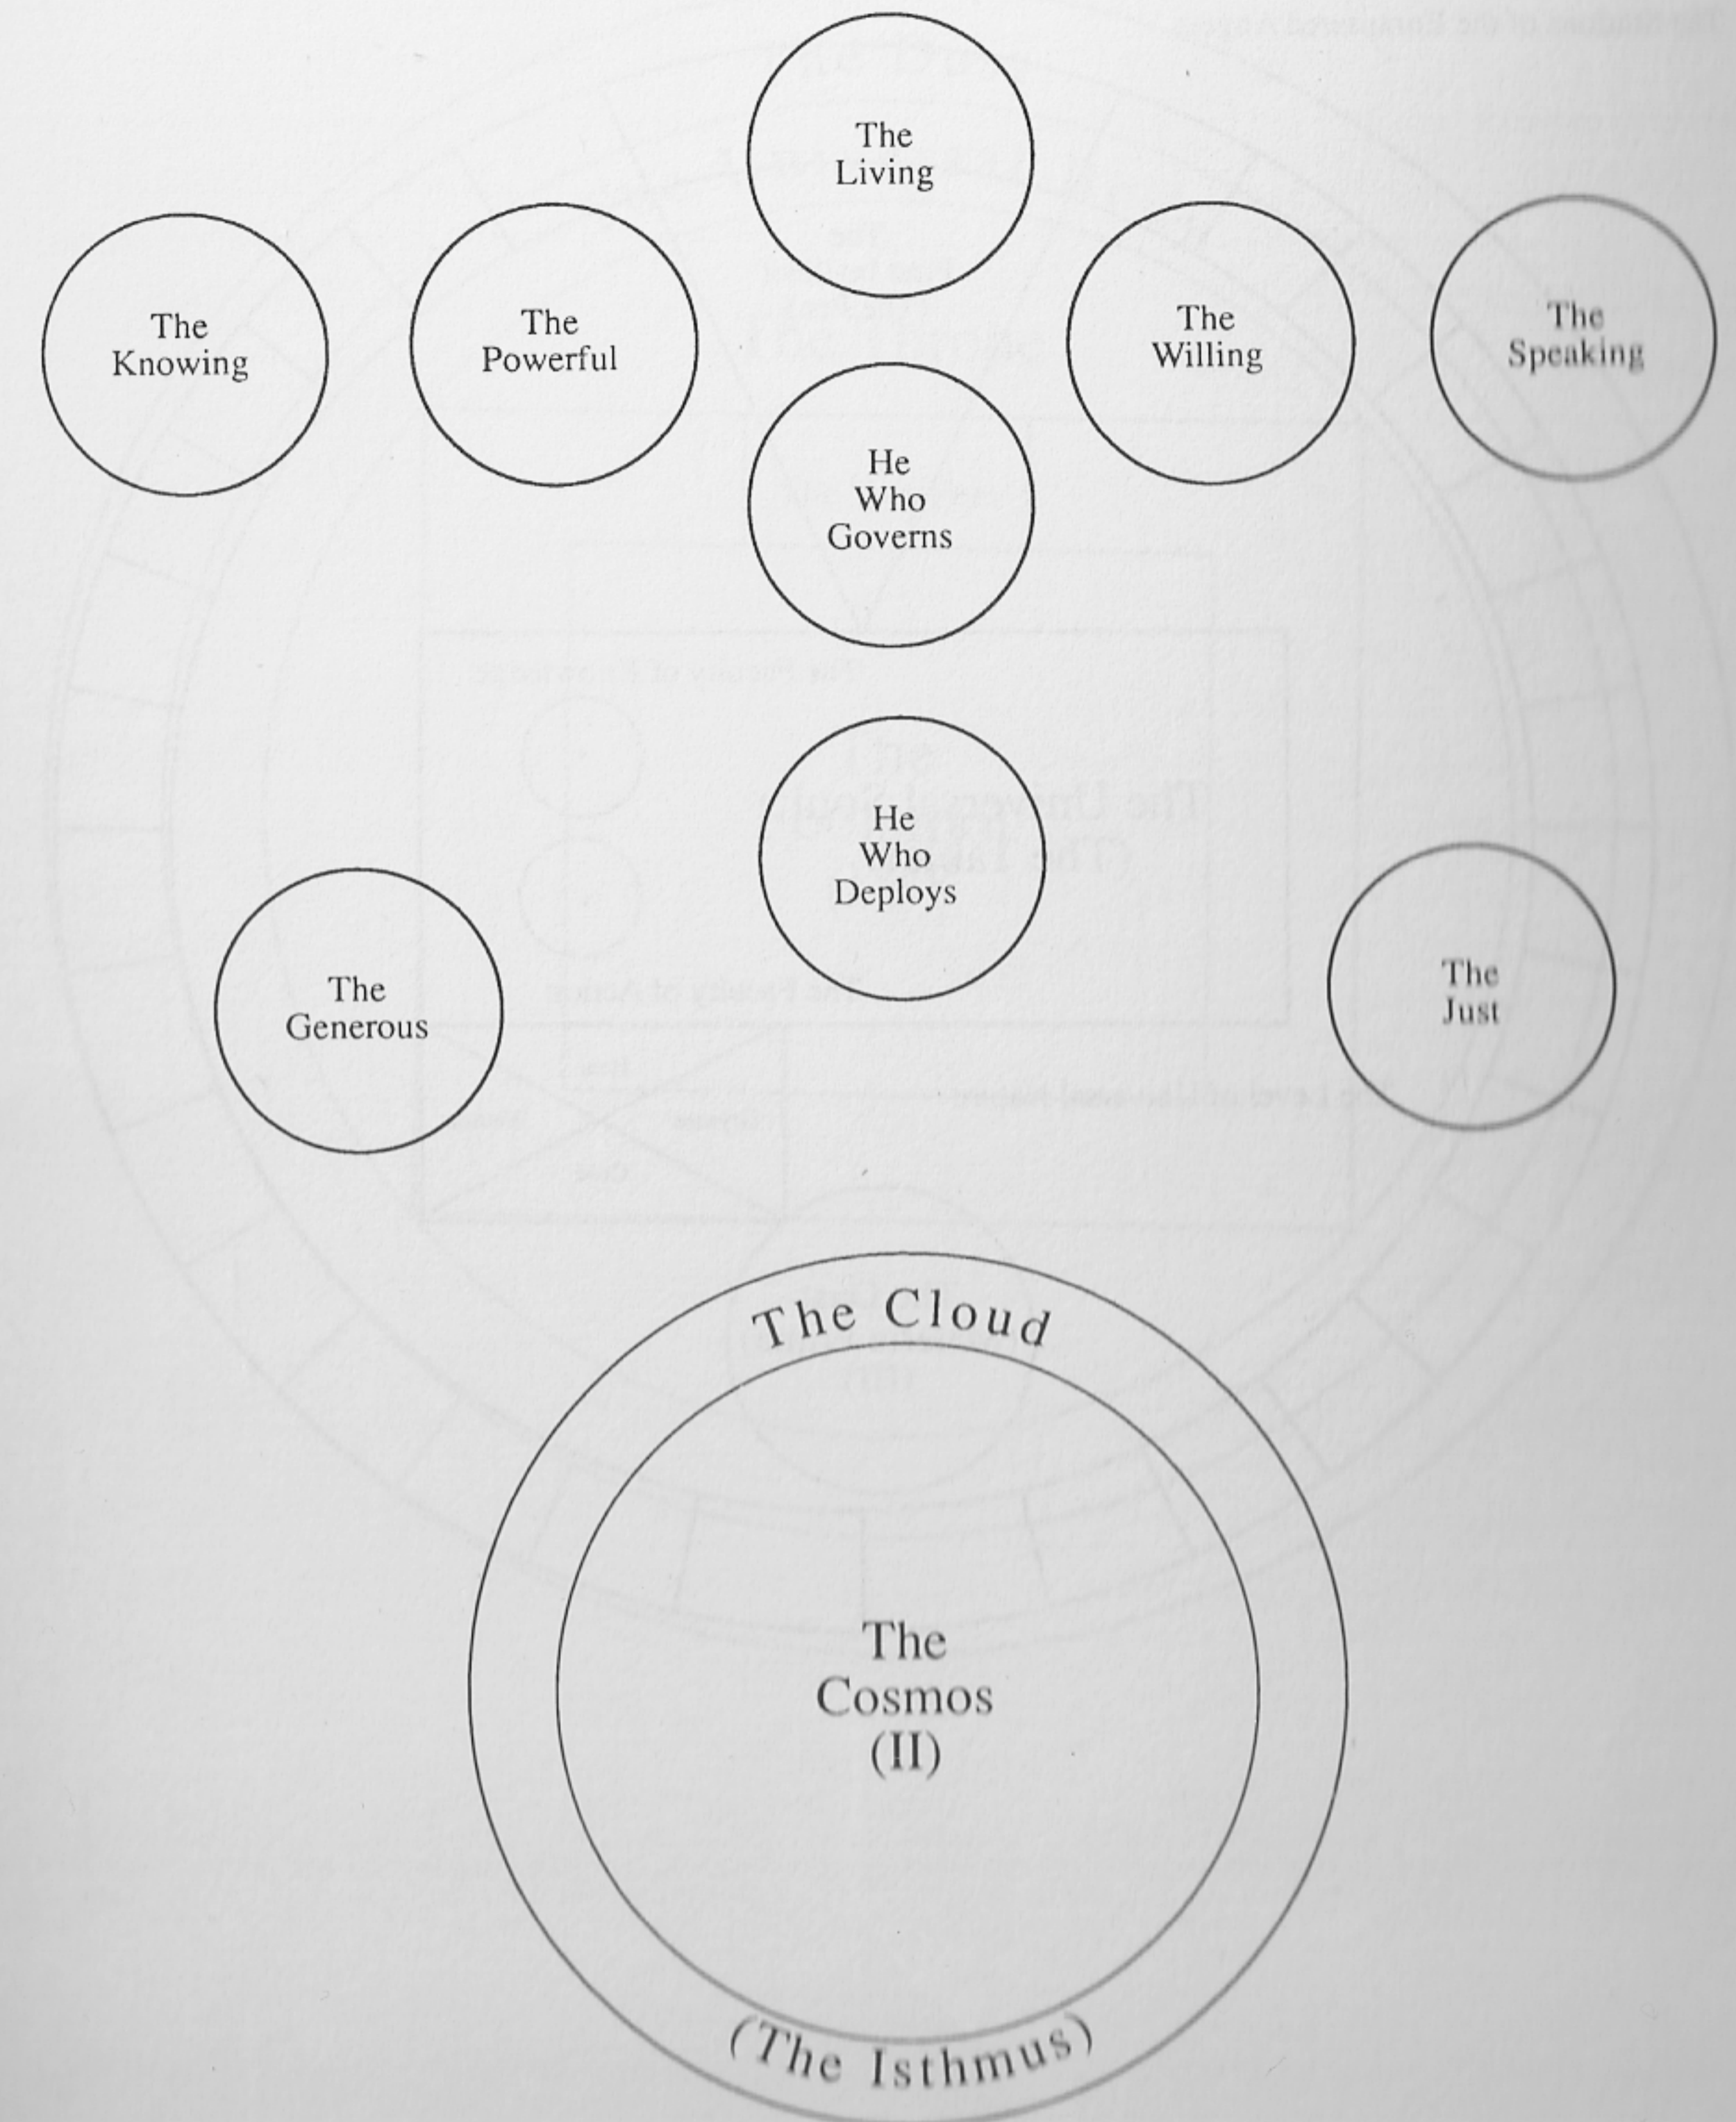 The
Living
The
Knowing
The
Powerful
The
Willing
The
Speaking
He
Who
Governs
He
Who
Deploys
The
Generous
The
Just
The Cloud
The
Cosmos
(II)
(The Isthmus)